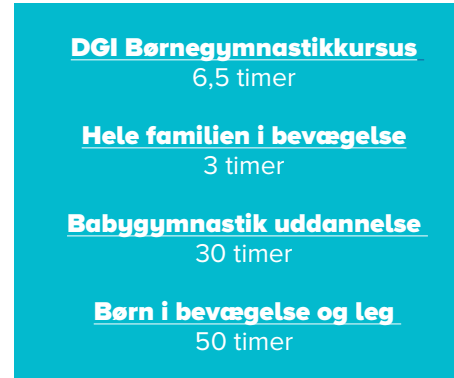 DGI Børnegymnastikkursus
6,5 timer
Hele familien i bevægelse
3 timer
Babygymnastik uddannelse
30 timer
Børn i bevægelse og leg
50 timer